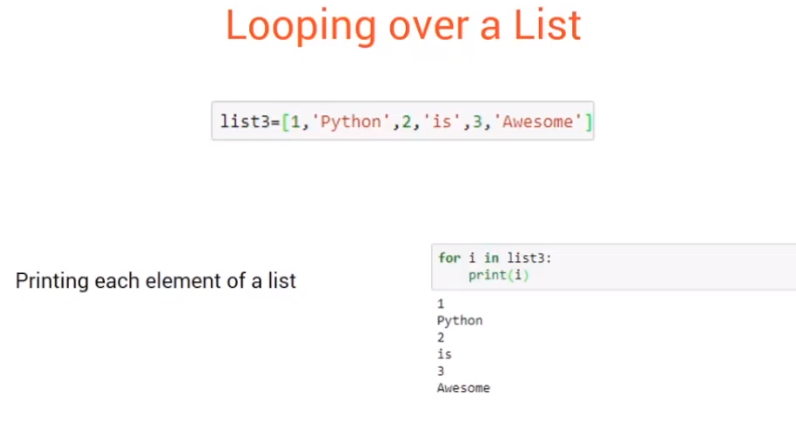 Looping over a List
list3=[1,'Python',2,'is',3,'Awesome']
Printing each element of a list
for i in list3:
    print(i)
1
Python
2
is
3
Awesome